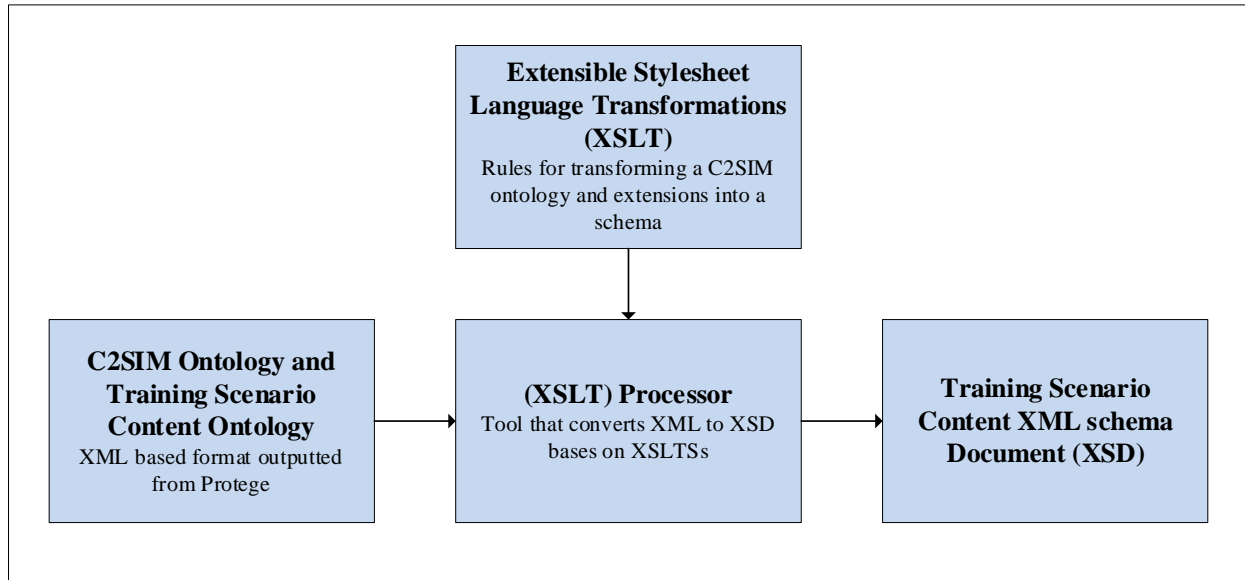 Extensible Stylesheet
Language Transformations
(XSLT)
Rules for transforming a C2SIM
ontology and extensions into a
schema
C2SIM Ontology and
Training Scenario
Content Ontology
XML based format outputted
from Protege
(XSLT) Processor
Tool that converts XML to XSD
bases on XSLTSs
Training Scenario
Content XML schema
Document (XSD)